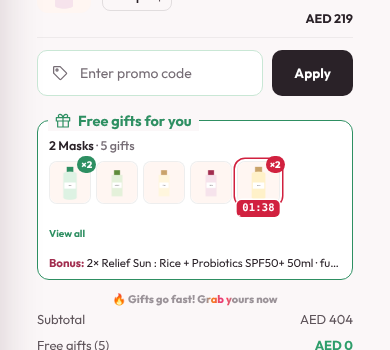 AED 219
Enter promo code
Apply
Free gifts for you
2 Masks · 5 gifts
×2
×2
01:38
View all
Bonus: 2× Relief Sun : Rice + Probiotics SPF50+ 50ml · fu...
🔥 Gifts go fast! Grab yours now
Subtotal AED 404
Free gifts (5) AED 0